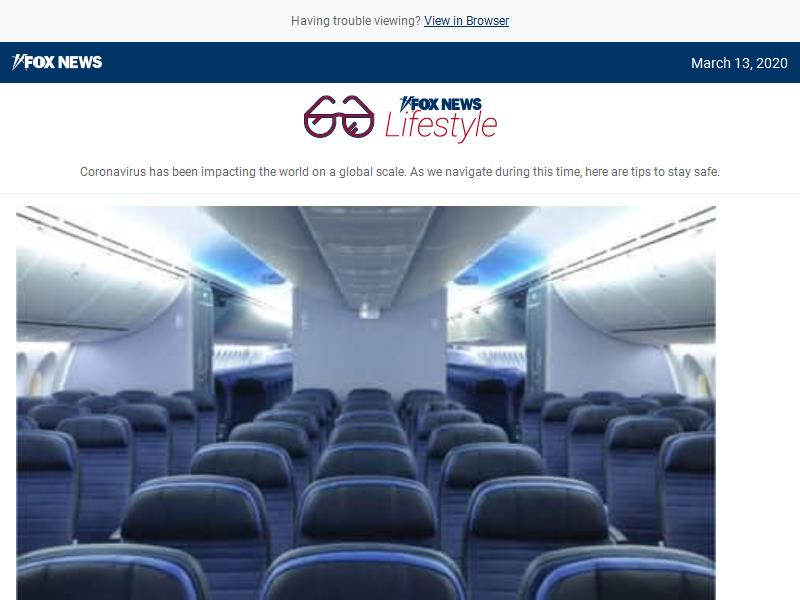 Having trouble viewing? View in Browser
FOX NEWS
March 13, 2020
FOX NEWS
Lifestyle
Coronavirus has been impacting the world on a global scale. As we navigate during this time, here are tips to stay safe.